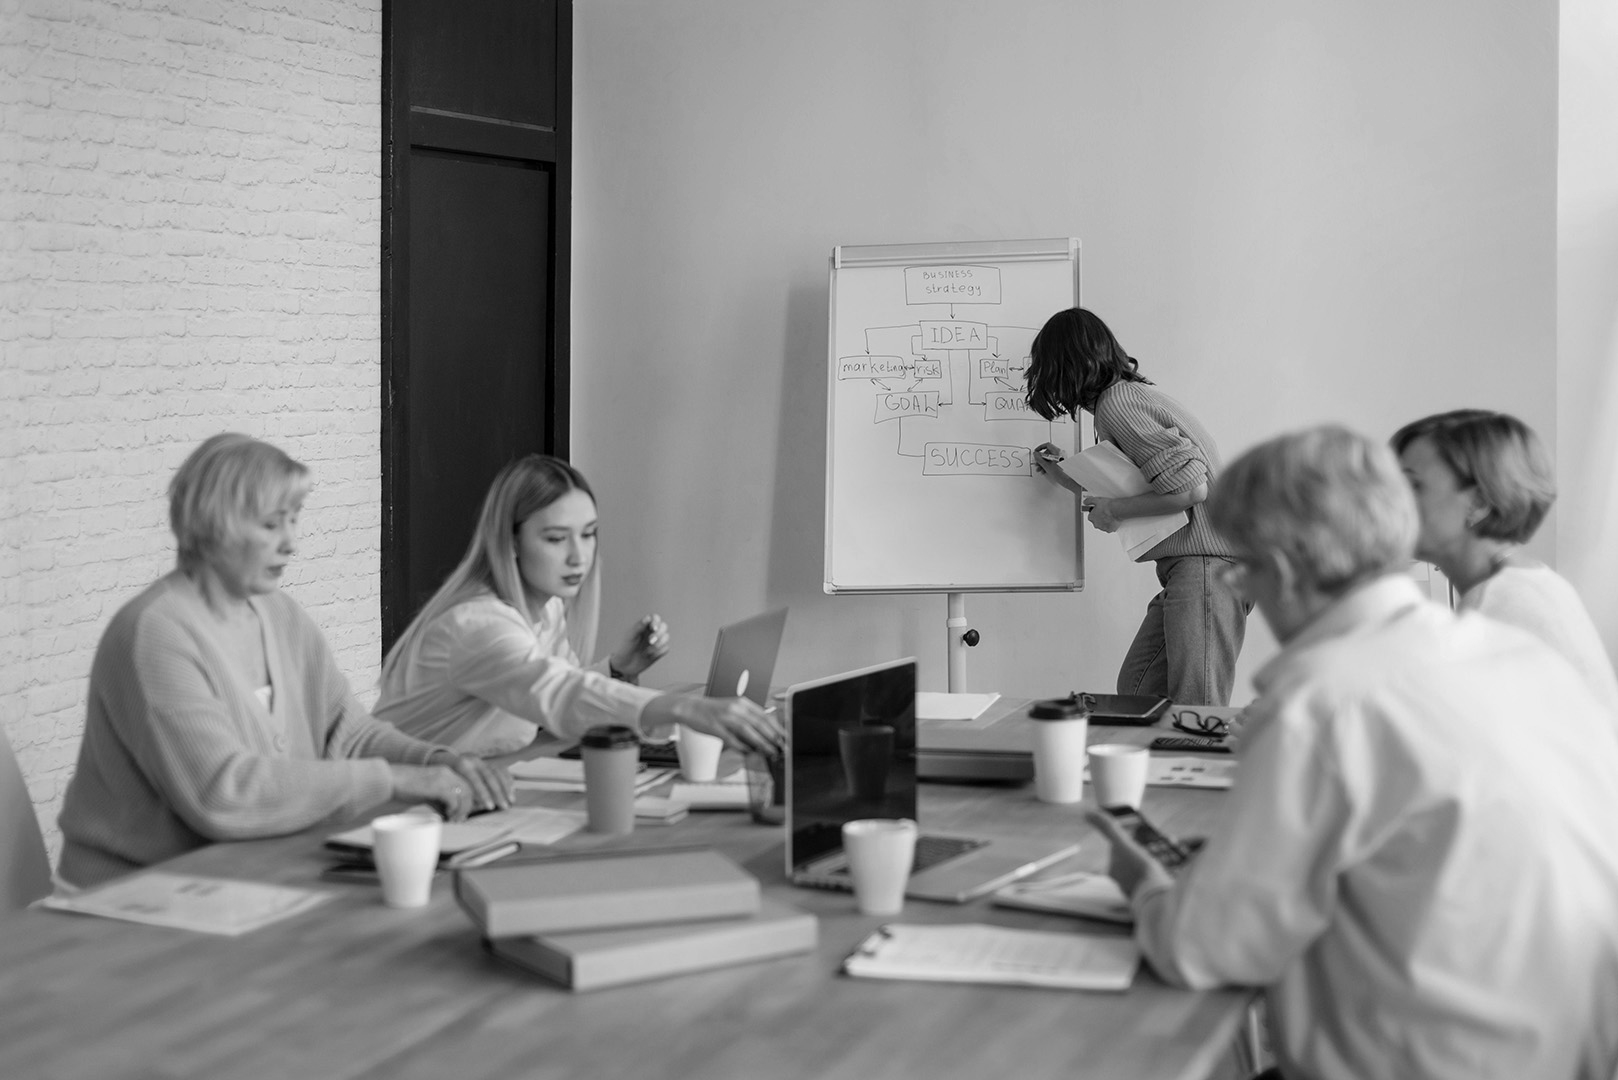 BUSINESS
strategy
IDEA
marketing risk Plan
GOAL
SUCCESS